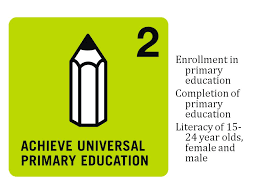 2
ACHIEVE UNIVERSAL
PRIMARY EDUCATION
Enrollment in
primary
education
Completion of
primary
education
Literacy of 15-
24 year olds,
female and
male